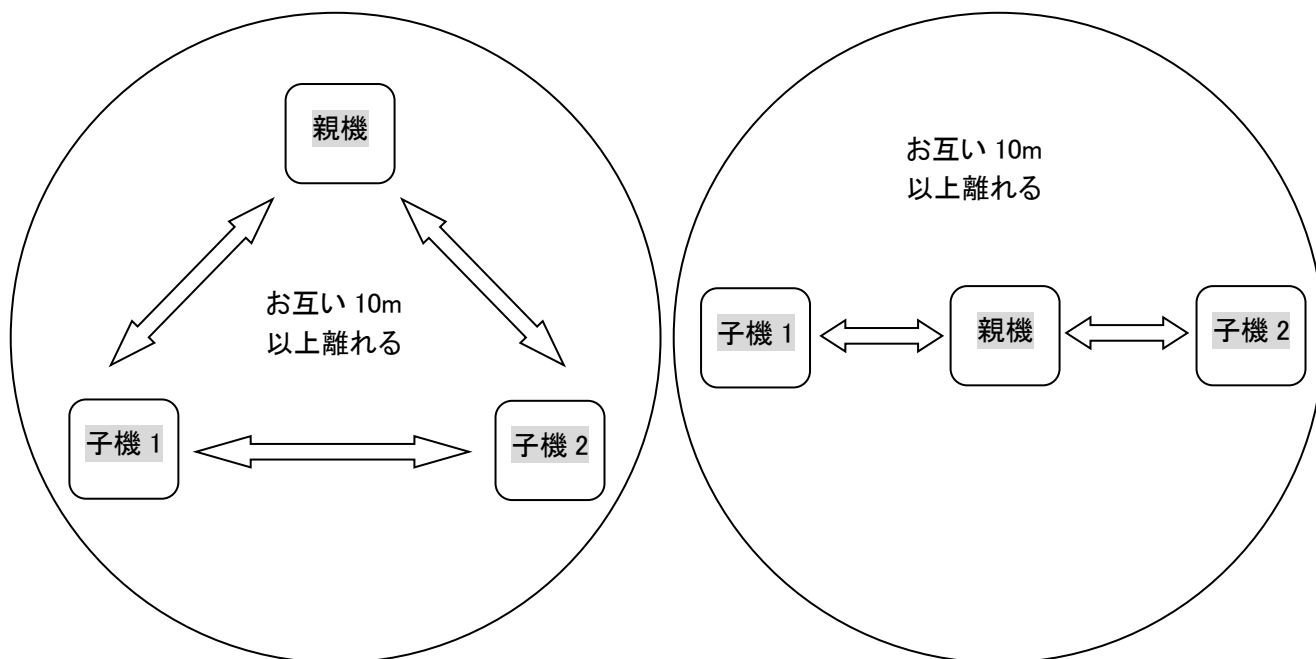 親機
お互い 10m
以上離れる
子機 1
子機 2
お互い 10m
以上離れる
子機 1
親機
子機 2